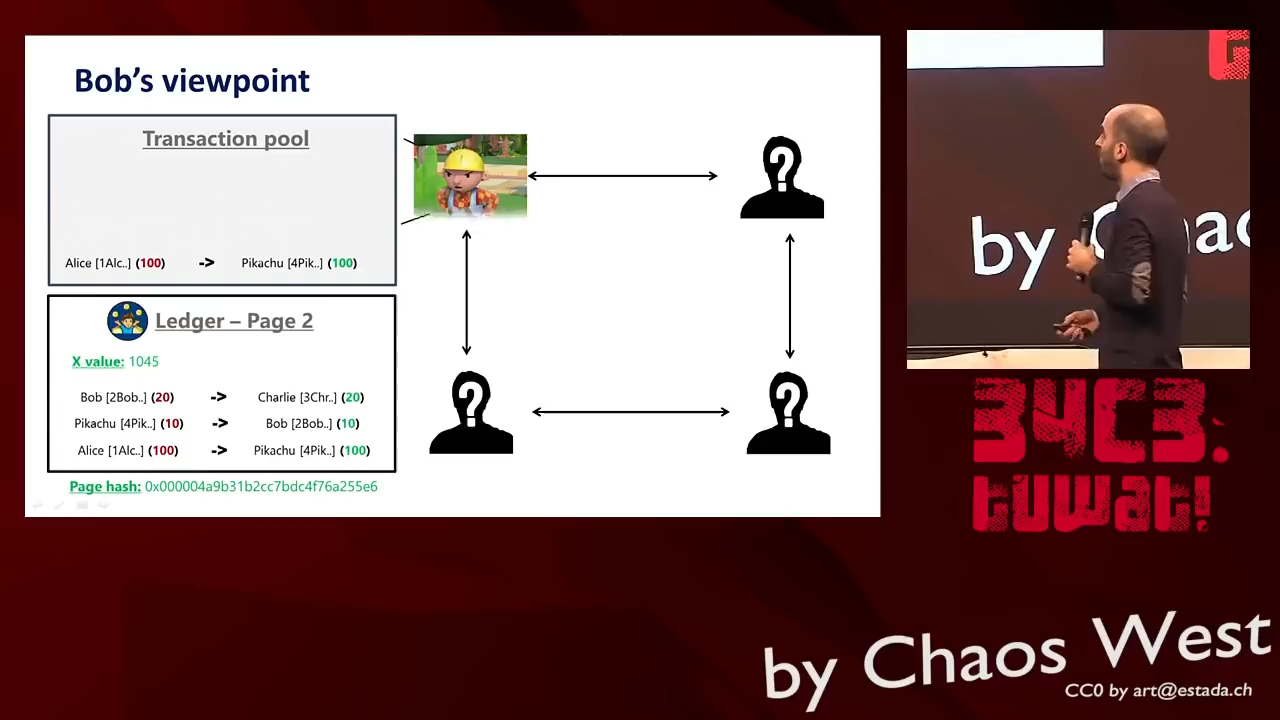 Bob's viewpoint
Transaction pool
Alice [1Alc..] (100) -> Pikachu [4Pik..] (100)
Ledger – Page 2
X value: 1045
Bob [2Bob..] (20) -> Charlie [3Chr..] (20)
Pikachu [4Pik..] (10) -> Bob [2Bob..] (10)
Alice [1Alc..] (100) -> Pikachu [4Pik..] (100)
Page hash: 0x000004a9b31b2cc7bdc4f76a255e6
?
?
?
by Chao
34C3:
tuwat!
by Chaos West
CC0 by art@estada.ch